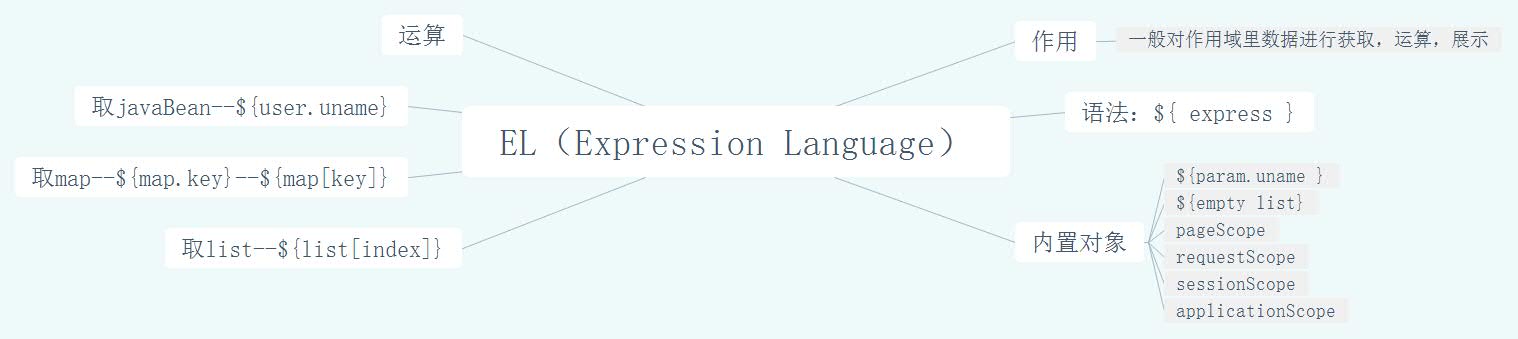 EL（Expression Language）
作用
一般对作用域里数据进行获取，运算，展示
语法：${ express }
内置对象
${param.uname }
${empty list}
pageScope
requestScope
sessionScope
applicationScope
运算
取javaBean--${user.uname}
取map--${map.key}--${map[key]}
取list--${list[index]}